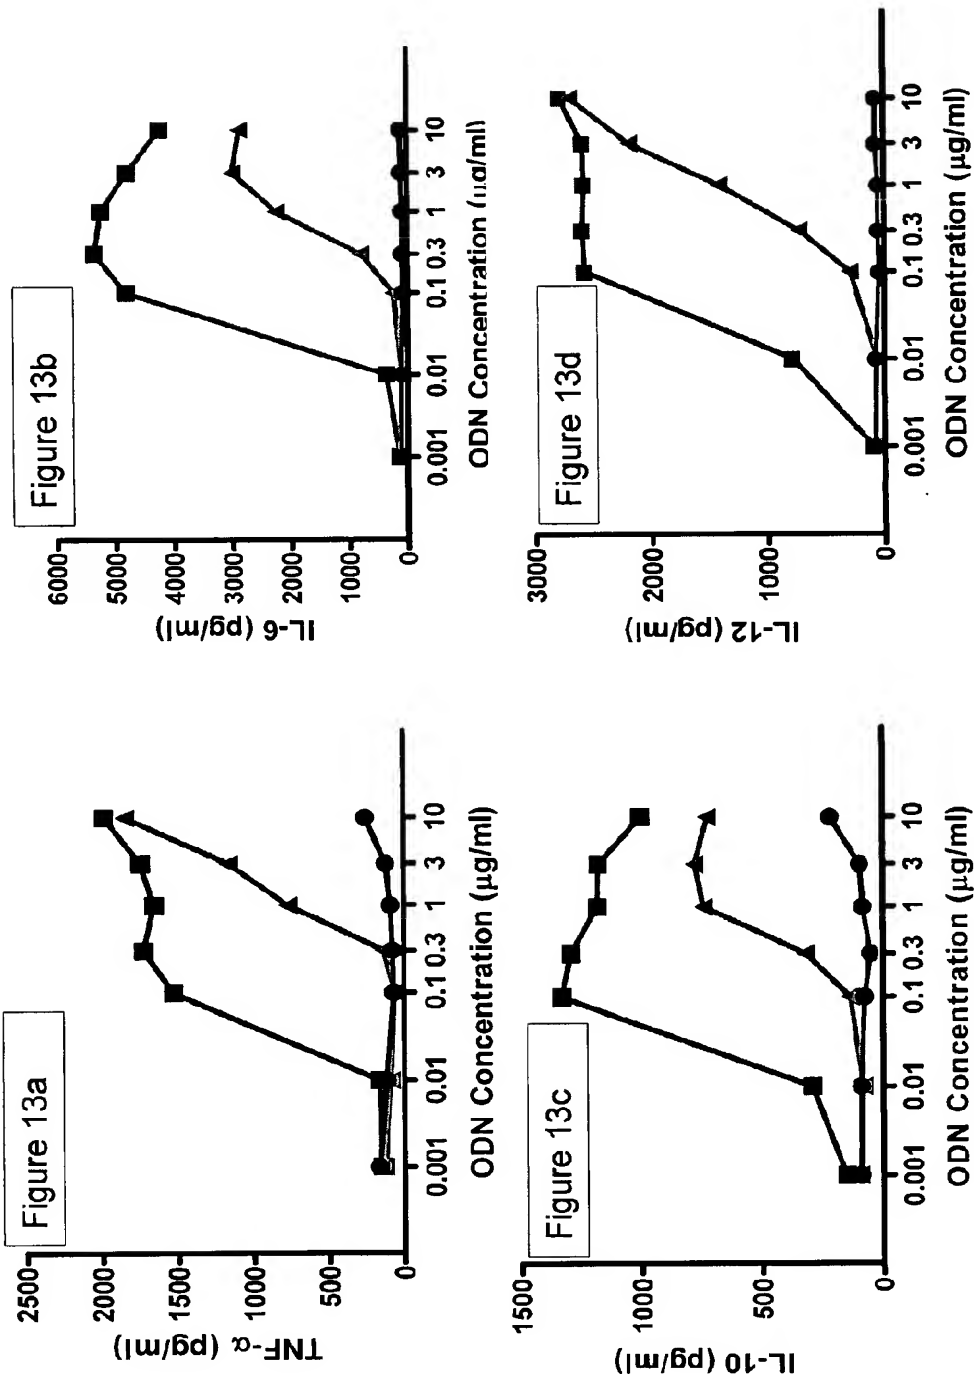 Figure 13a
TNF-α (pg/ml)
2500
2000
1500
1000
500
0
0.001 0.01 0.1 0.3 1 3 10
ODN Concentration (μg/ml)
Figure 13b
IL-6 (pg/ml)
6000
5000
4000
3000
2000
1000
0
0.001 0.01 0.1 0.3 1 3 10
ODN Concentration (μg/ml)
Figure 13c
IL-10 (pg/ml)
1500
1000
500
0
0.001 0.01 0.1 0.3 1 3 10
ODN Concentration (μg/ml)
Figure 13d
IL-12 (pg/ml)
3000
2000
1000
0
0.001 0.01 0.1 0.3 1 3 10
ODN Concentration (μg/ml)